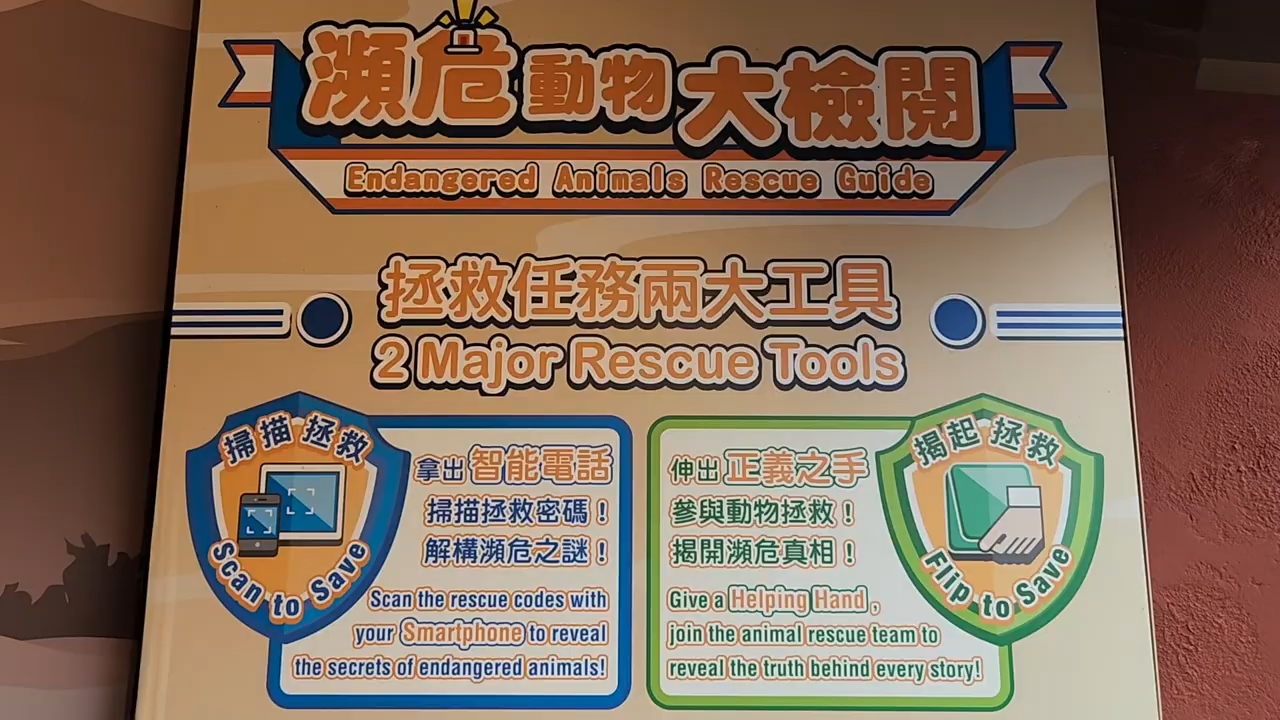 瀕危動物大檢閱
Endangered Animals Rescue Guide
拯救任務兩大工具
2 Major Rescue Tools
掃描拯救
Scan to Save
拿出智能電話
掃描拯救密碼！
解構瀕危之謎！
Scan the rescue codes with
your Smartphone to reveal
the secrets of endangered animals!
伸出正義之手
參與動物拯救！
揭開瀕危真相！
Give a Helping Hand,
join the animal rescue team to
reveal the truth behind every story!
揭起拯救
Flip to Save